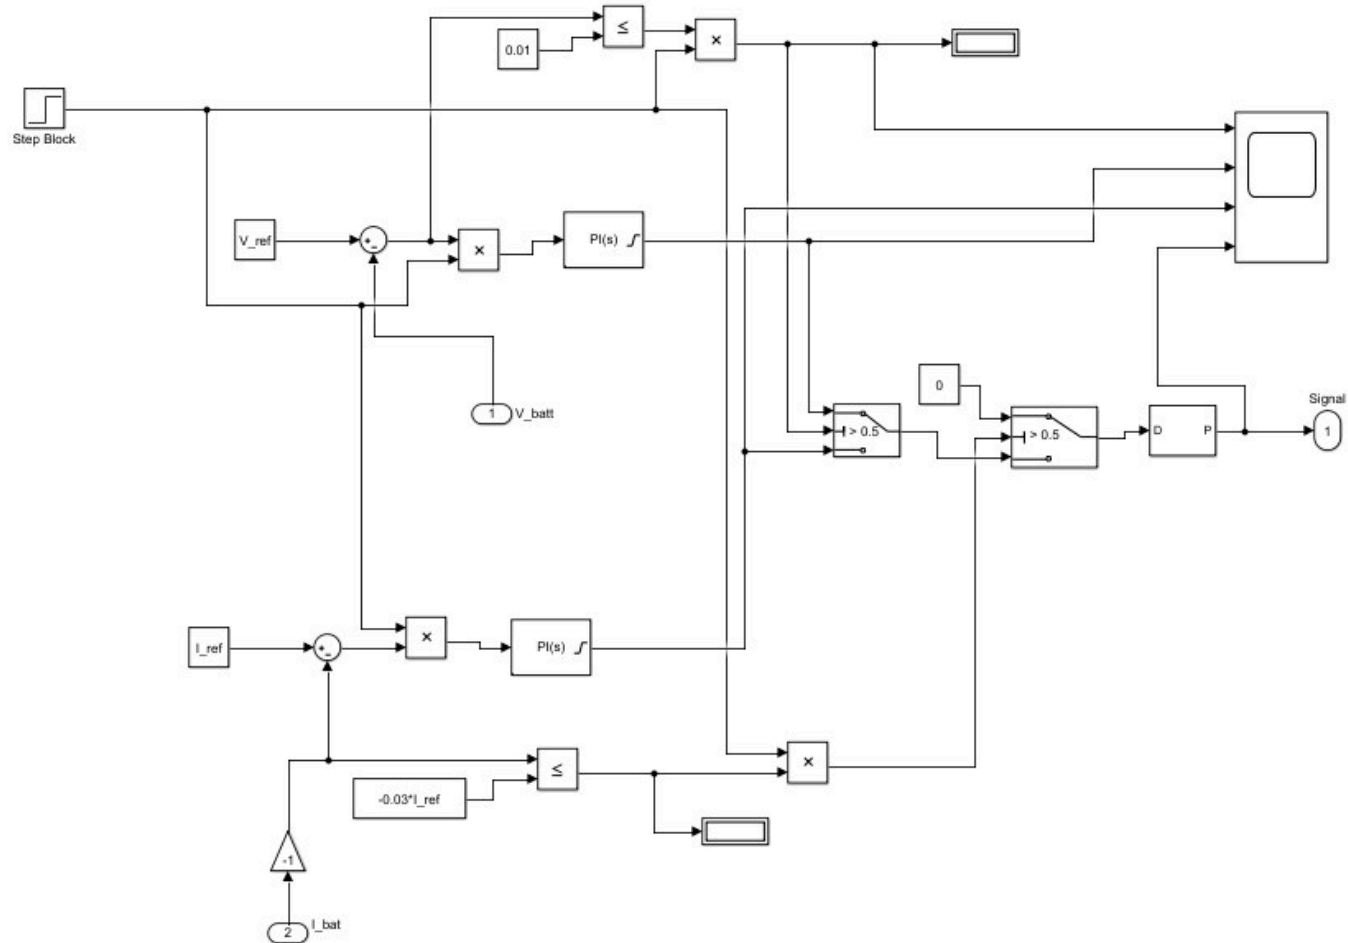 ≤
0.01
×
Step Block
V_ref
+
-
×
PI(s)
1
V_batt
0
> 0.5
> 0.5
D
P
Signal
1
I_ref
+
-
×
PI(s)
≤
×
-0.03*I_ref
-1
2
I_bat